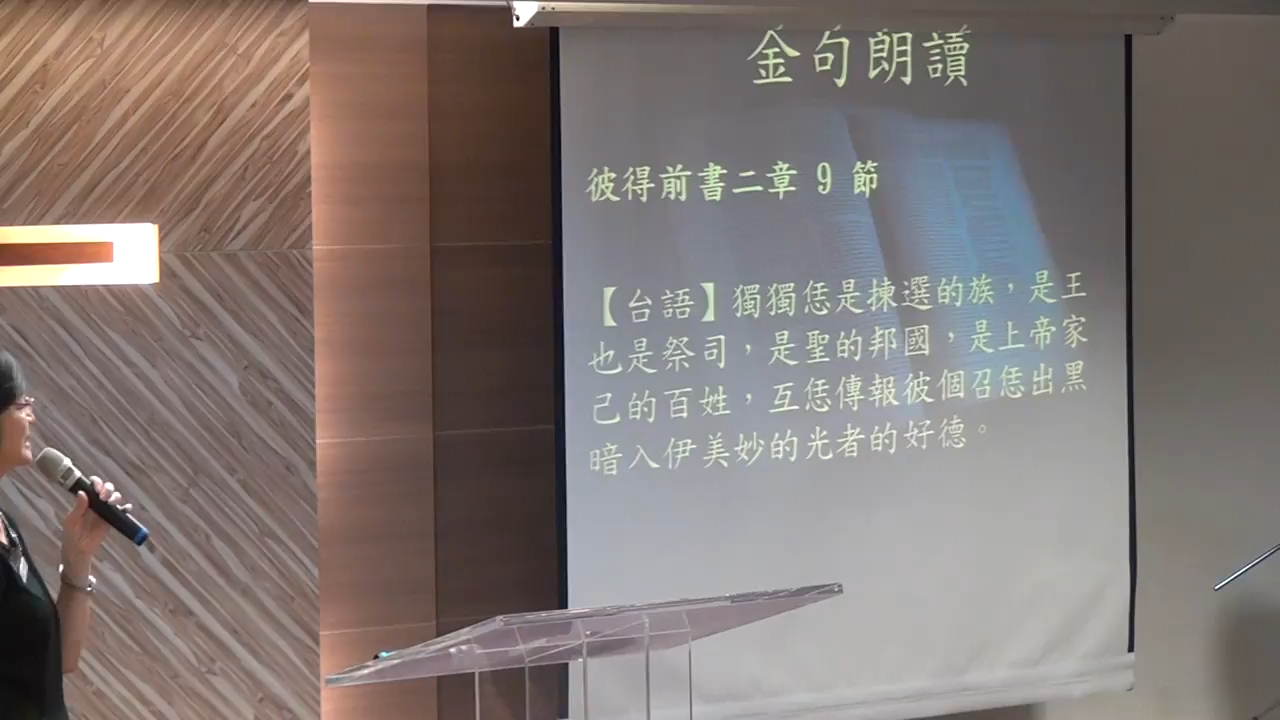 金句朗讀
彼得前書二章 9 節
【台語】獨獨恁是揀選的族，是王
也是祭司，是聖的邦國，是上帝家
己的百姓，互恁傳報彼個召恁出黑
暗入伊美妙的光者的好德。